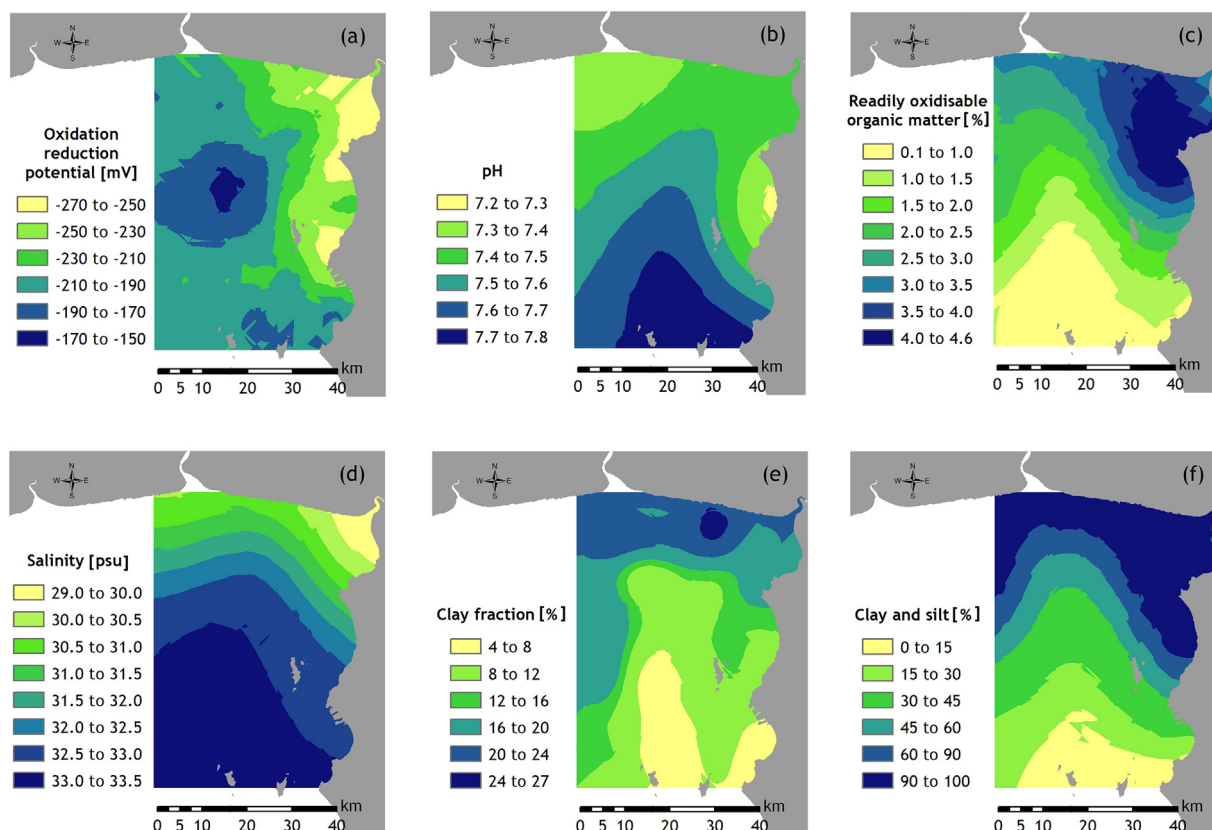 (a)
N
W E
S
Oxidation
reduction
potential [mV]
-270 to -250
-250 to -230
-230 to -210
-210 to -190
-190 to -170
-170 to -150
km
0 5 10 20 30 40
(b)
N
W E
S
pH
7.2 to 7.3
7.3 to 7.4
7.4 to 7.5
7.5 to 7.6
7.6 to 7.7
7.7 to 7.8
km
0 5 10 20 30 40
(c)
N
W E
S
Readily oxidisable
organic matter [%]
0.1 to 1.0
1.0 to 1.5
1.5 to 2.0
2.0 to 2.5
2.5 to 3.0
3.0 to 3.5
3.5 to 4.0
4.0 to 4.6
km
0 5 10 20 30 40
(d)
N
W E
S
Salinity [psu]
29.0 to 30.0
30.0 to 30.5
30.5 to 31.0
31.0 to 31.5
31.5 to 32.0
32.0 to 32.5
32.5 to 33.0
33.0 to 33.5
km
0 5 10 20 30 40
(e)
N
W E
S
Clay fraction [%]
4 to 8
8 to 12
12 to 16
16 to 20
20 to 24
24 to 27
km
0 5 10 20 30 40
(f)
N
W E
S
Clay and silt [%]
0 to 15
15 to 30
30 to 45
45 to 60
60 to 90
90 to 100
km
0 5 10 20 30 40